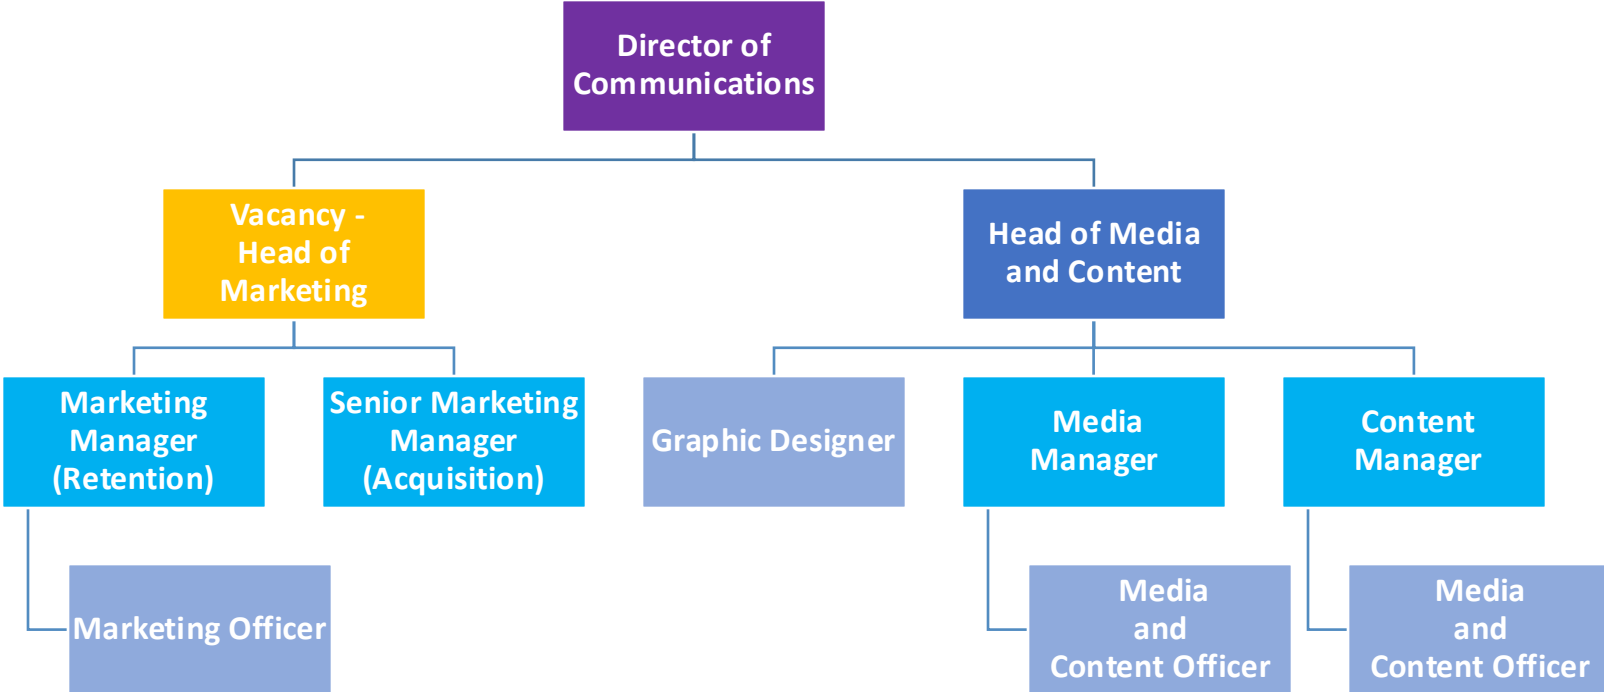 Director of
Communications
Vacancy -
Head of
Marketing
Head of Media
and Content
Marketing
Manager
(Retention)
Senior Marketing
Manager
(Acquisition)
Graphic Designer
Media
Manager
Content
Manager
Marketing Officer
Media
and
Content Officer
Media
and
Content Officer